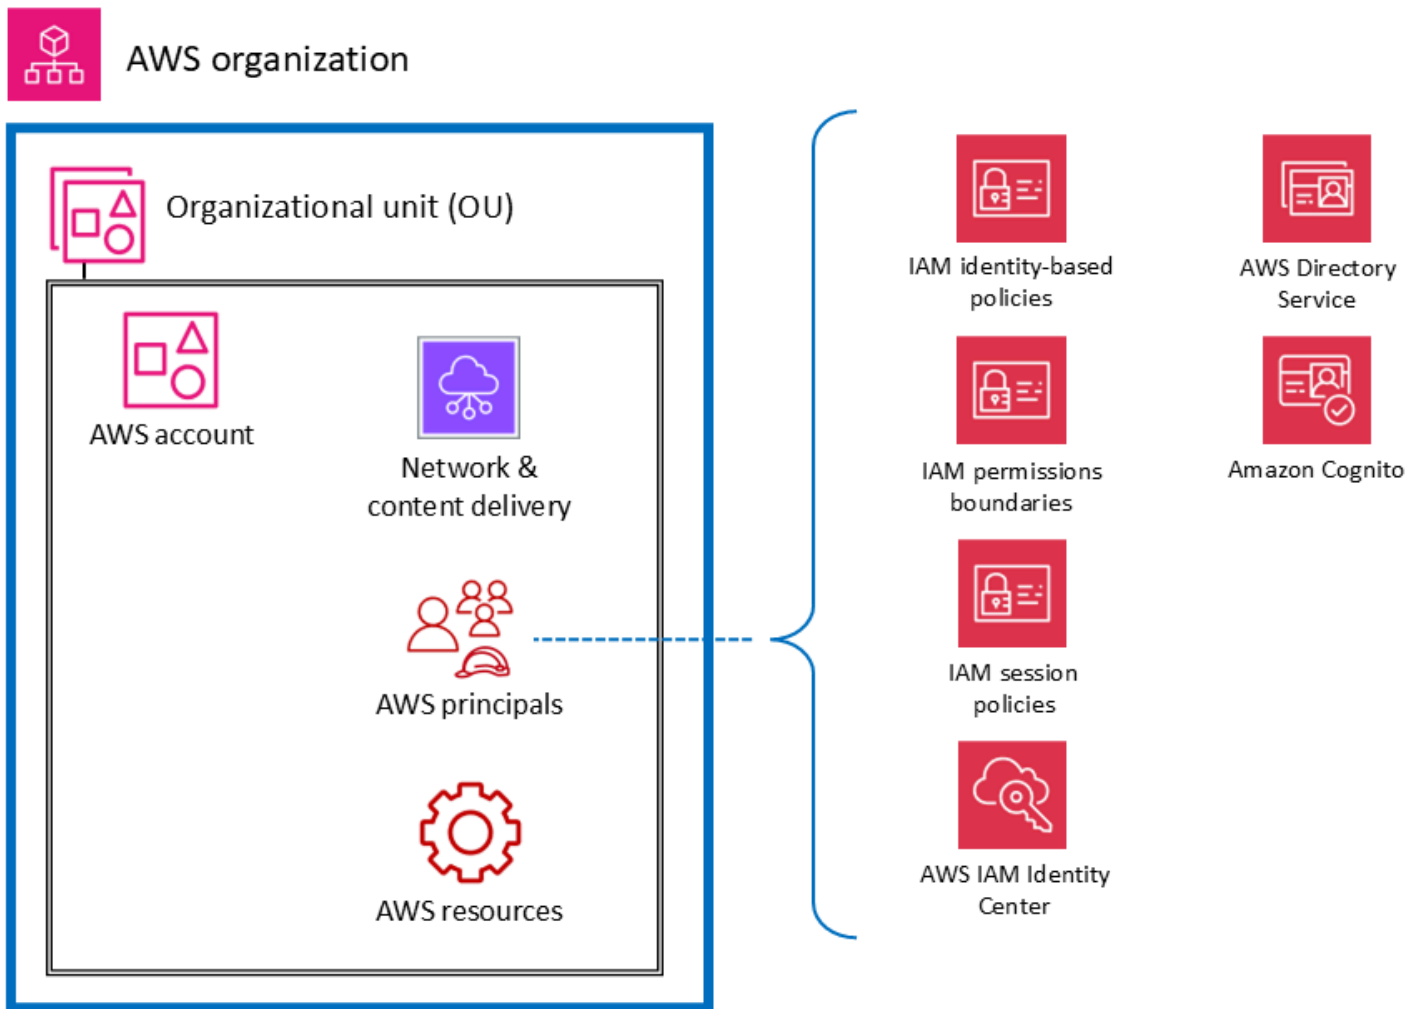 AWS organization
Organizational unit (OU)
AWS account
Network &
content delivery
AWS principals
AWS resources
IAM identity-based
policies
AWS Directory
Service
IAM permissions
boundaries
Amazon Cognito
IAM session
policies
AWS IAM Identity
Center